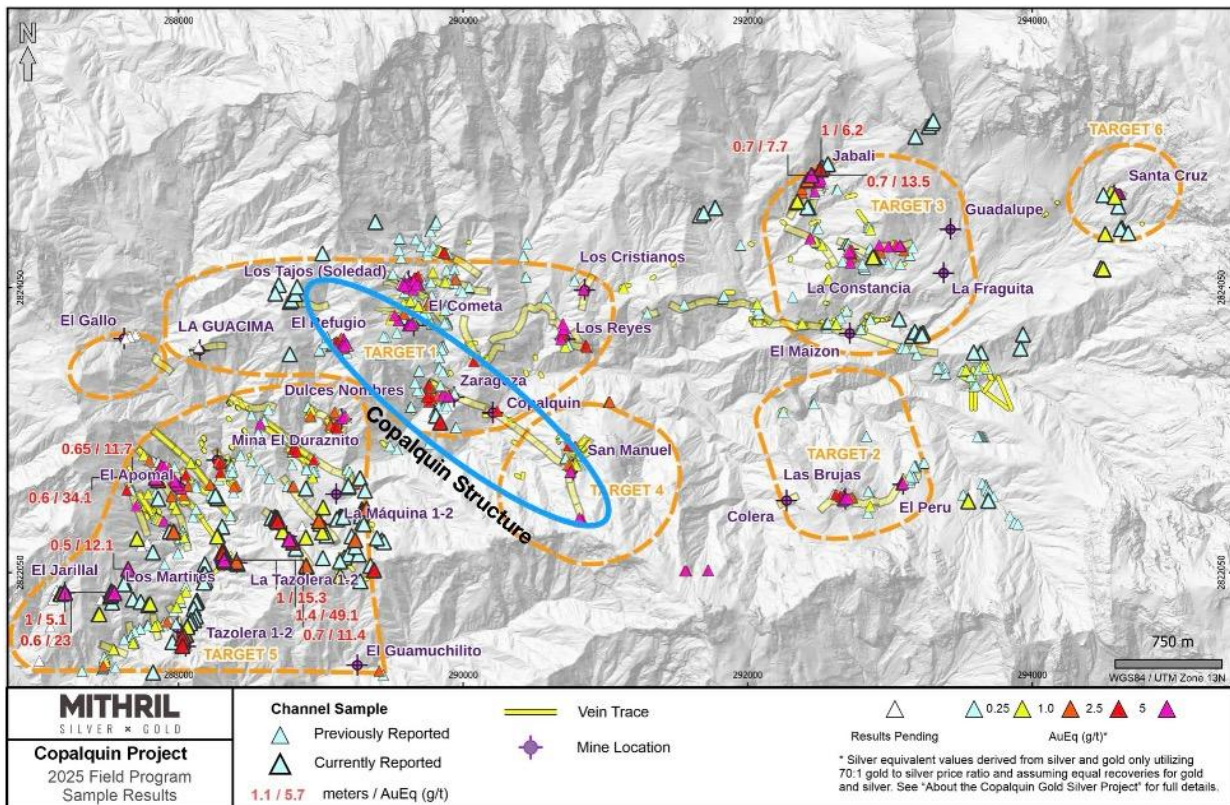 288000
290000
292000
294000
N
TARGET 6
1 / 6.2
0.7 / 7.7
Jabali
Santa Cruz
0.7 / 13.5
TARGET 3
Guadalupe
Los Cristianos
Los Tajos (Soledad)
2824050
2824050
La Constancia
La Fraguita
El Cometa
El Gallo
LA GUACIMA
El Refugio
Los Reyes
El Maizon
TARGET 1
Zaragoza
Dulces Nombres
Copalquin
Copalquin Structure
Mina El Duraznito
San Manuel
0.65 / 11.7
TARGET 2
El Apomal
Las Brujas
TARGET 4
0.6 / 34.1
Colera
El Peru
La Máquina 1-2
0.5 / 12.1
El Jarillal
Los Martires
La Tazolera 1-2
2822050
2822050
1 / 15.3
1 / 5.1
1.4 / 49.1
0.6 / 23
Tazolera 1-2
0.7 / 11.4
TARGET 5
El Guamuchilito
750 m
288000
290000
292000
294000
WGS84 / UTM Zone 13N
MITHRIL
SILVER × GOLD
Copalquin Project
2025 Field Program
Sample Results
Channel Sample
Previously Reported
Currently Reported
1.1 / 5.7 meters / AuEq (g/t)
Vein Trace
Mine Location
0.25 1.0 2.5 5
Results Pending AuEq (g/t)*
* Silver equivalent values derived from silver and gold only utilizing
70:1 gold to silver price ratio and assuming equal recoveries for gold
and silver. See "About the Copalquin Gold Silver Project" for full details.